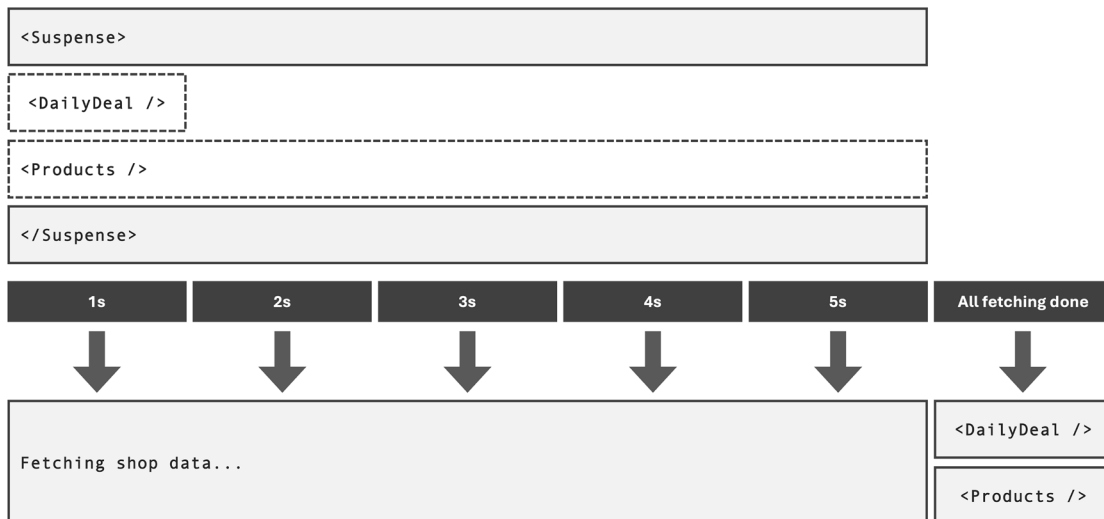 <Suspense>
<DailyDeal />
<Products />
</Suspense>
1s 2s 3s 4s 5s All fetching done
Fetching shop data...
<DailyDeal />
<Products />